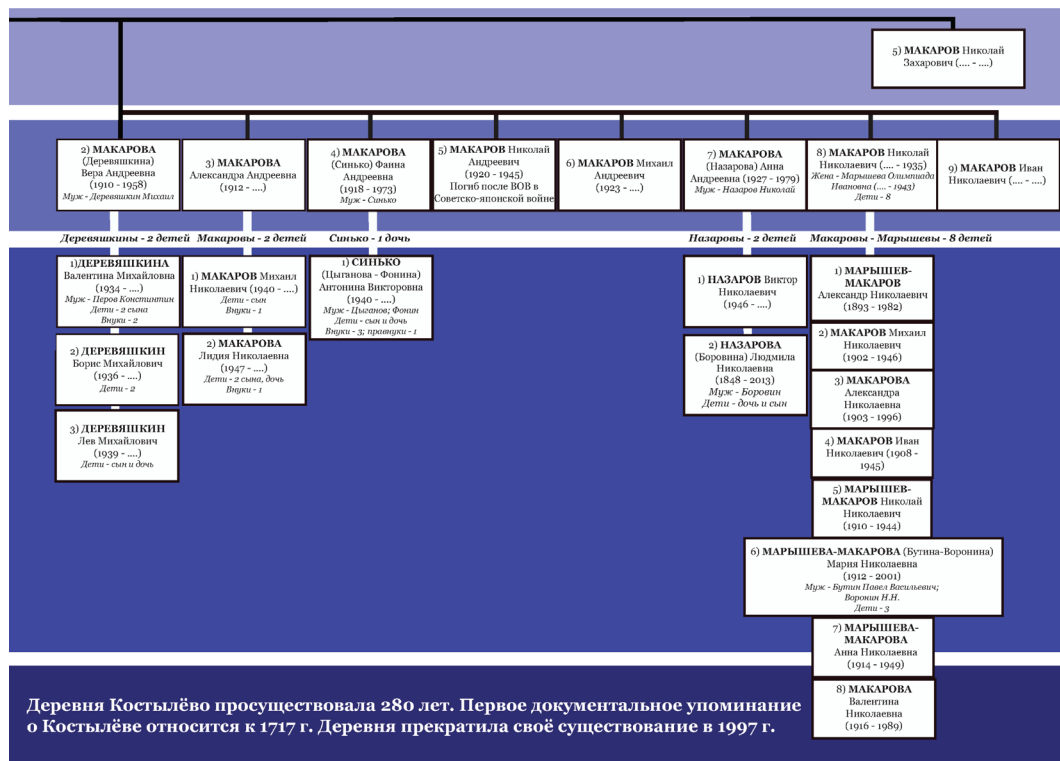 5) МАКАРОВ Николай
Захарович (.... - ....)
2) МАКАРОВА
(Деревяшкина)
Вера Андреевна
(1910 - 1958)
Муж - Деревяшкин Михаил
3) МАКАРОВА
Александра Андреевна
(1912 - ....)
4) МАКАРОВА
(Синько) Фаина
Андреевна
(1918 - 1973)
Муж - Синько
5) МАКАРОВ Николай
Андреевич
(1920 - 1945)
Погиб после ВОВ в
Советско-японской войне
6) МАКАРОВ Михаил
Андреевич
(1923 - ....)
7) МАКАРОВА
(Назарова) Анна
Андреевна (1927 - 1979)
Муж - Назаров Николай
8) МАКАРОВ Николай
Николаевич (.... - 1935)
Жена - Марышева Олимпиада
Ивановна (.... - 1943)
Дети - 8
9) МАКАРОВ Иван
Николаевич (.... - ....)
Деревяшкины - 2 детей
Макаровы - 2 детей
Синько - 1 дочь
Назаровы - 2 детей
Макаровы - Марышевы - 8 детей
1)ДЕРЕВЯШКИНА
Валентина Михайловна
(1934 - ....)
Муж - Перов Констинтин
Дети - 2 сына
Внуки - 2
2) ДЕРЕВЯШКИН
Борис Михайлович
(1936 - ....)
Дети - 2
3) ДЕРЕВЯШКИН
Лев Михайлович
(1939 - ....)
Дети - сын и дочь
1) МАКАРОВ Михаил
Николаевич (1940 - ....)
Дети - сын
Внуки - 1
2) МАКАРОВА
Лидия Николаевна
(1947 - ....)
Дети - 2 сына, дочь
Внуки - 1
1) СИНЬКО
(Цыганова - Фонина)
Антонина Викторовна
(1940 - ....)
Муж - Цыганов; Фонин
Дети - сын и дочь
Внуки - 3; правнуки - 1
1) НАЗАРОВ Виктор
Николаевич
(1946 - ....)
2) НАЗАРОВА
(Боровина) Людмила
Николаевна
(1848 - 2013)
Муж - Боровин
Дети - дочь и сын
1) МАРЫШЕВ-
МАКАРОВ
Александр Николаевич
(1893 - 1982)
2) МАКАРОВ Михаил
Николаевич
(1902 - 1946)
3) МАКАРОВА
Александра
Николаевна
(1903 - 1996)
4) МАКАРОВ Иван
Николаевич (1908 -
1945)
5) МАРЫШЕВ-
МАКАРОВ Николай
Николаевич
(1910 - 1944)
6) МАРЫШЕВА-МАКАРОВА (Бутина-Воронина)
Мария Николаевна
(1912 - 2001)
Муж - Бутин Павел Васильевич;
Воронин Н.Н.
Дети - 3
7) МАРЫШЕВА-
МАКАРОВА
Анна Николаевна
(1914 - 1949)
8) МАКАРОВА
Валентина
Николаевна
(1916 - 1989)
Деревня Костылёво просуществовала 280 лет. Первое документальное упоминание
о Костылёве относится к 1717 г. Деревня прекратила своё существование в 1997 г.